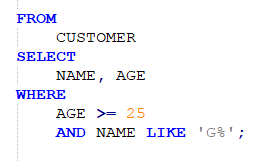 FROM
CUSTOMER
SELECT
NAME, AGE
WHERE
AGE >= 25
AND NAME LIKE 'G%';